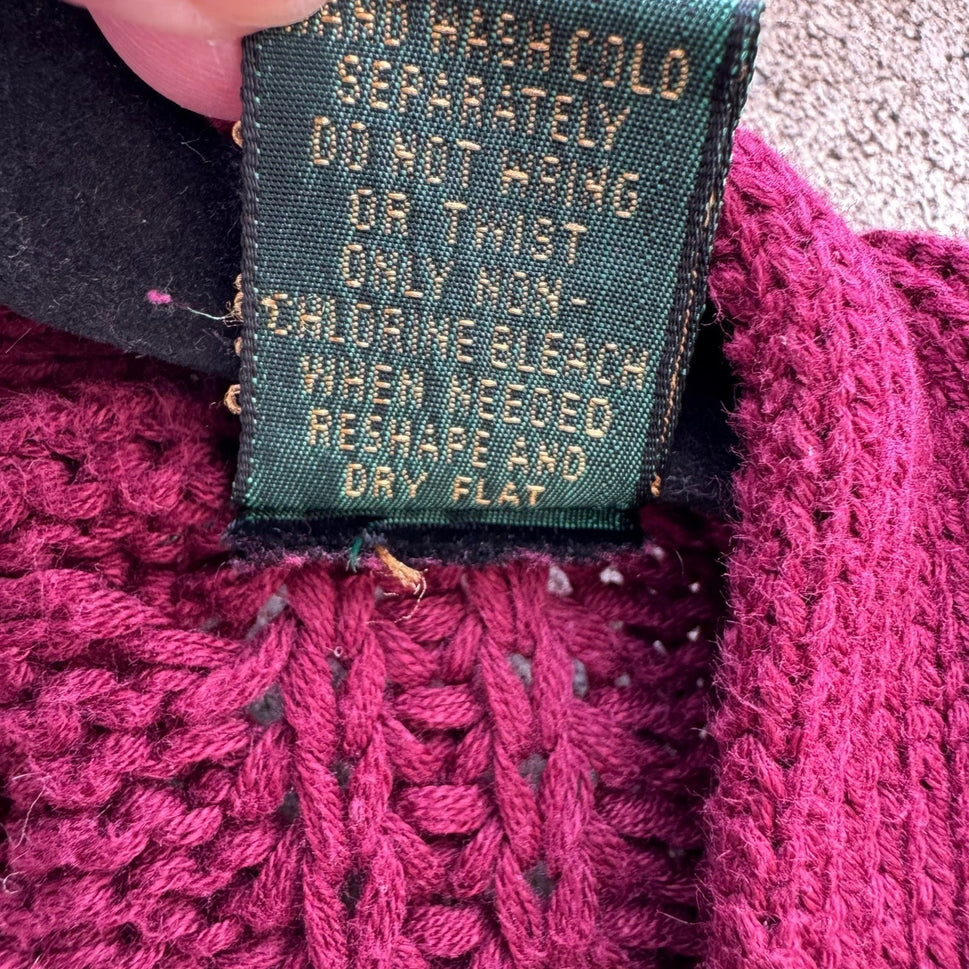 HAND WASH COLD
SEPARATELY
DO NOT WRING
OR TWIST
ONLY NON-
CHLORINE BLEACH
WHEN NEEDED
RESHAPE AND
DRY FLAT